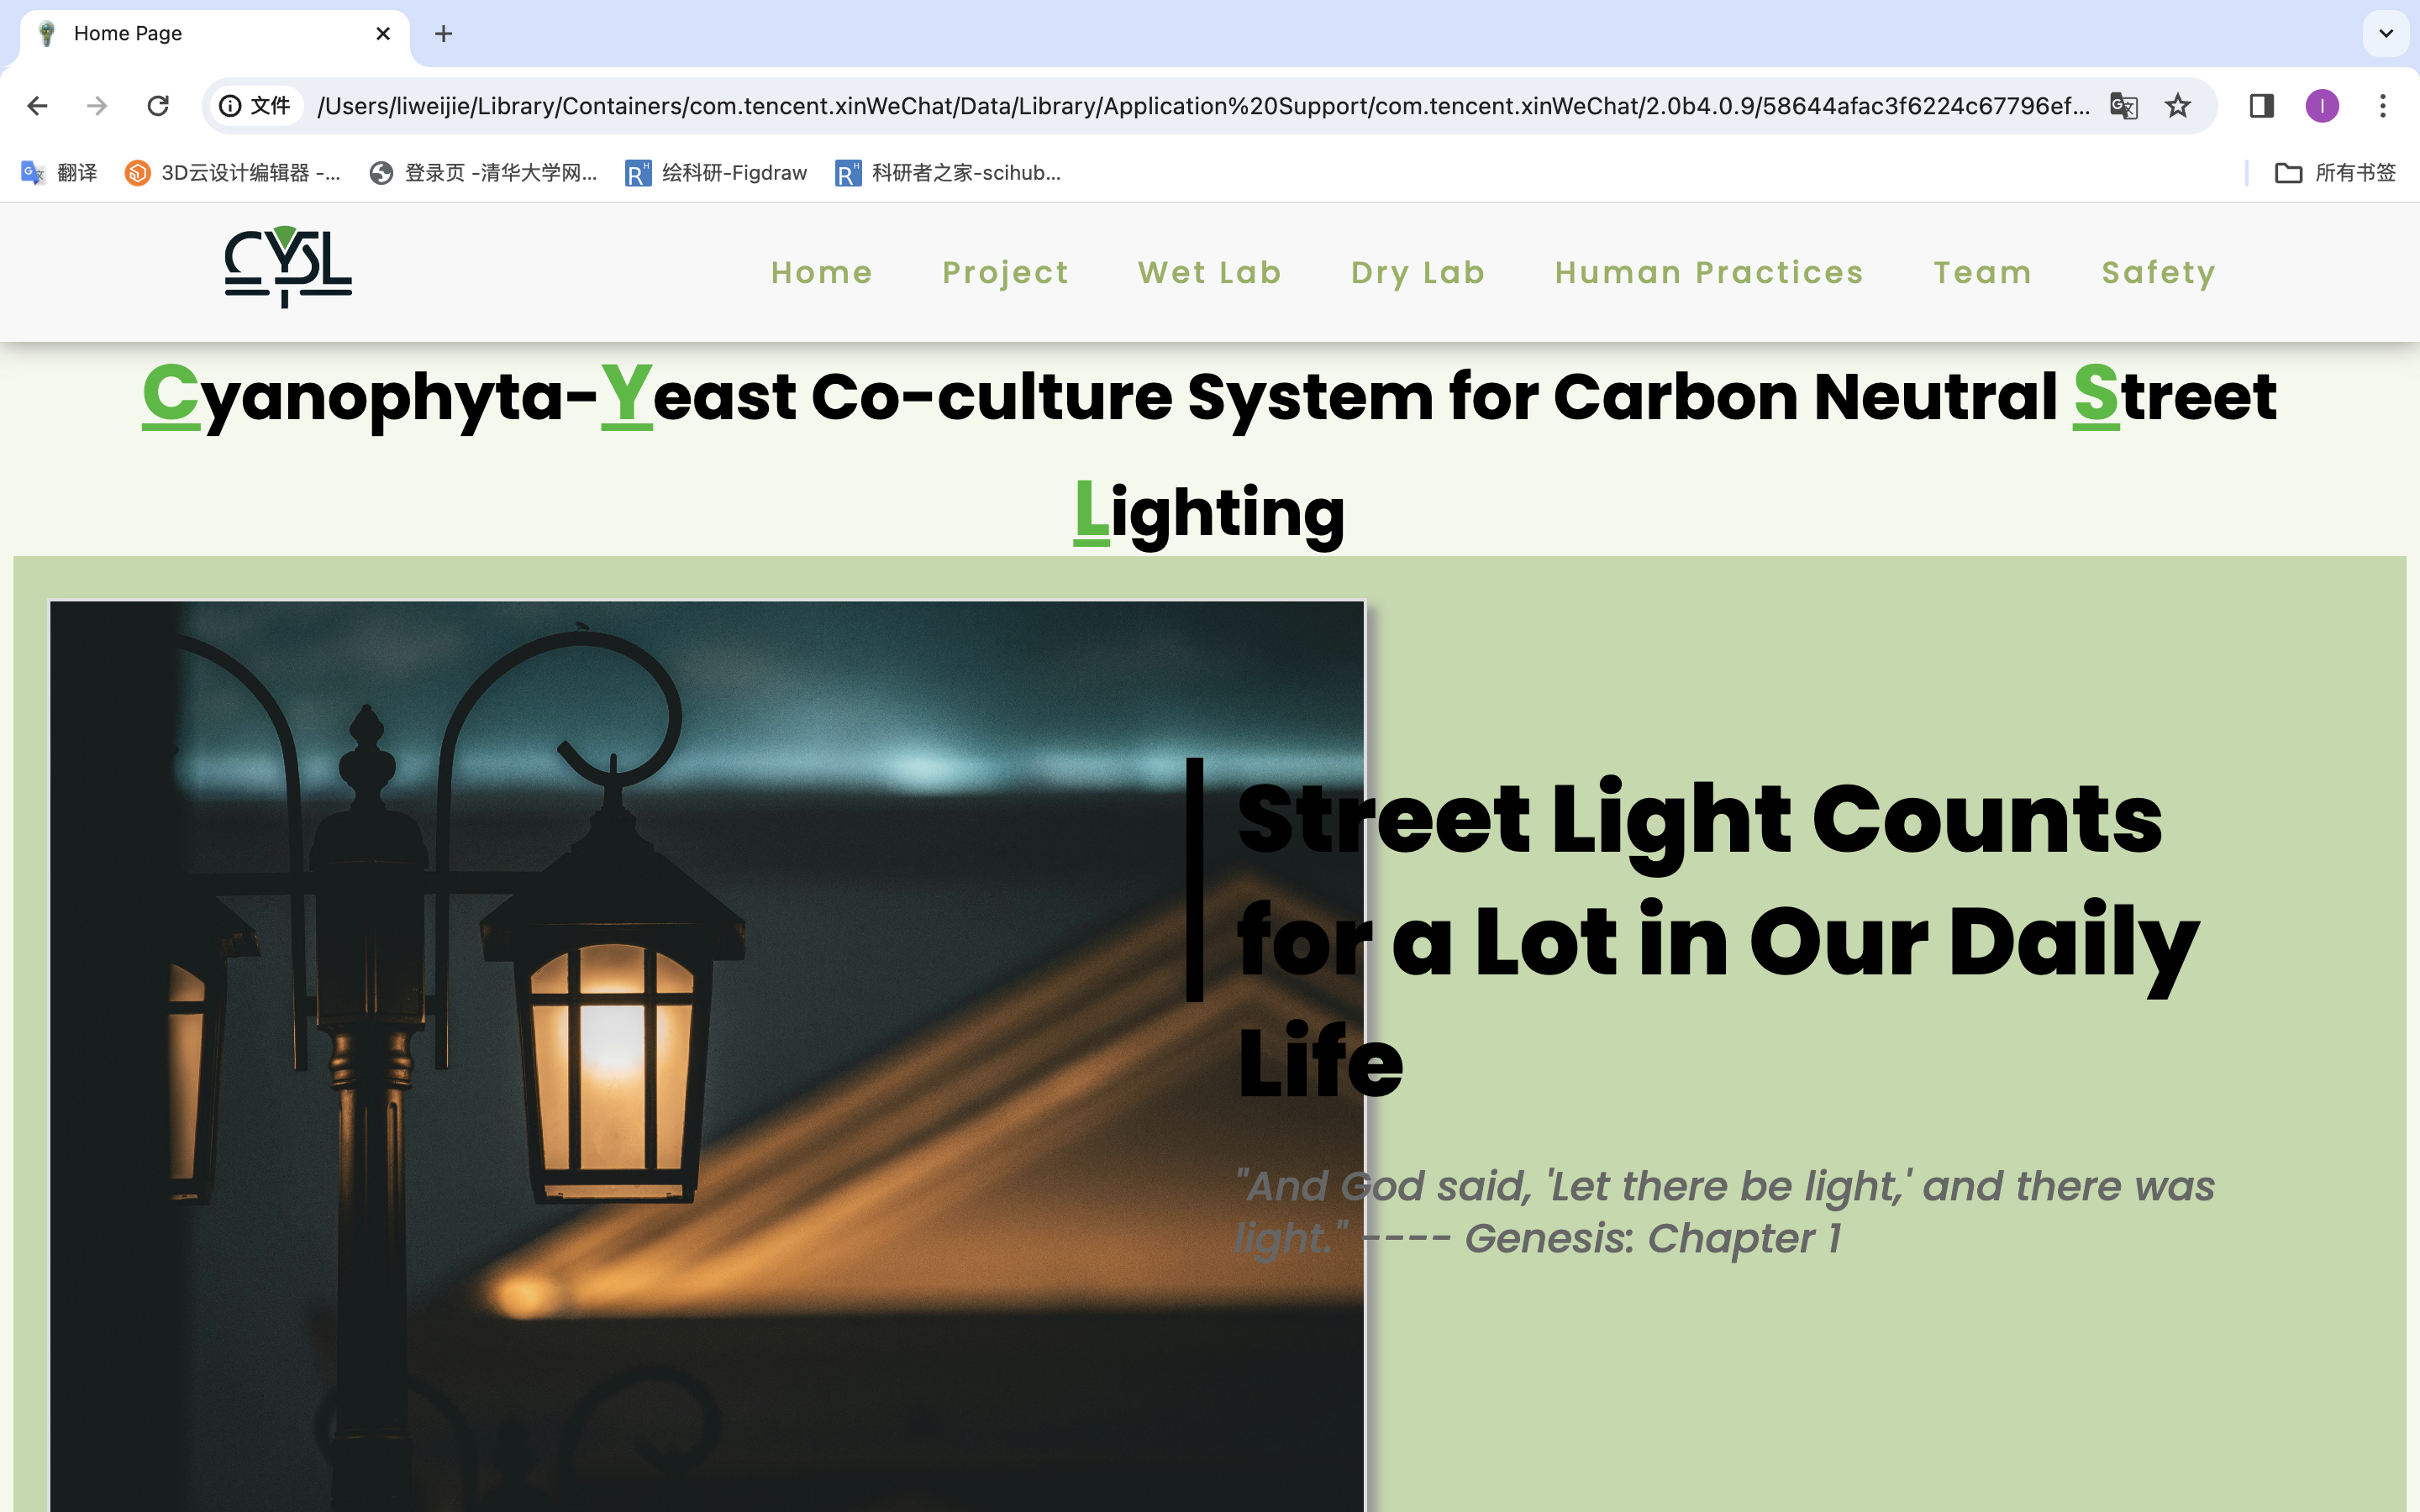 Home Page
文件
/Users/liweijie/Library/Containers/com.tencent.xinWeChat/Data/Library/Application%20Support/com.tencent.xinWeChat/2.0b4.0.9/58644afac3f6224c67796ef...
I
翻译 3D云设计编辑器 -... 登录页 -清华大学网... 绘科研-Figdraw 科研者之家-scihub... 所有书签
CYSL
Home Project Wet Lab Dry Lab Human Practices Team Safety
Cyanophyta-Yeast Co-culture System for Carbon Neutral Street
Lighting
Street Light Counts
for a Lot in Our Daily
Life
"And God said, 'Let there be light,' and there was
light." ---- Genesis: Chapter 1